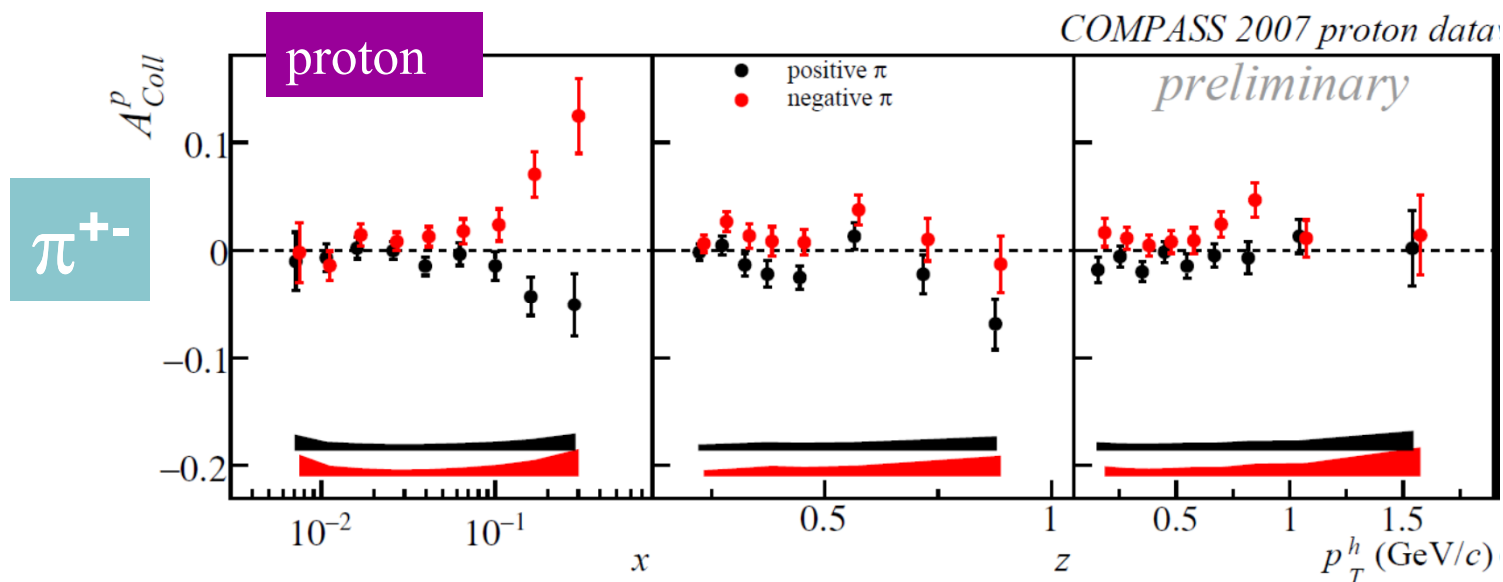 COMPASS 2007 proton data
proton
preliminary
positive π
negative π
A^p_Coll
0.1
0
−0.1
−0.2
π+-
10⁻² 10⁻¹
x
0.5 1
z
0.5 1 1.5
p_T^h (GeV/c)